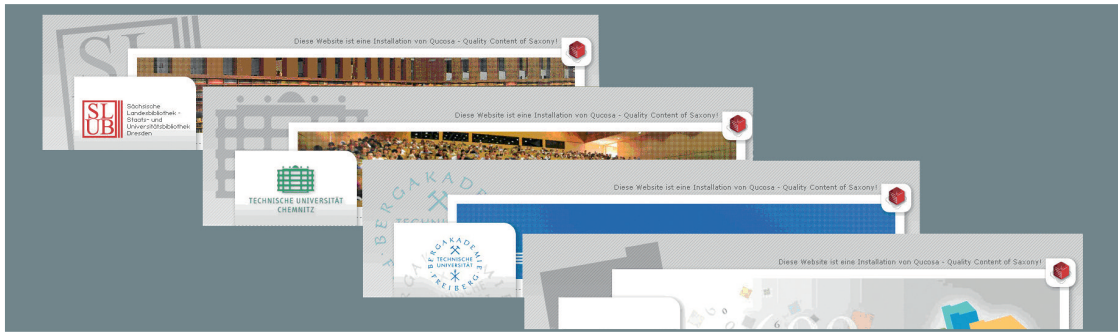 Diese Website ist eine Installation von Qucosa - Quality Content of Saxony!
SL
SL
UB
Sächsische
Landesbibliothek -
Staats- und
Universitätsbibliothek
Dresden
Diese Website ist eine Installation von Qucosa - Quality Content of Saxony!
TECHNISCHE UNIVERSITÄT
CHEMNITZ
Diese Website ist eine Installation von Qucosa - Quality Content of Saxony!
BERGAKADEMIE
TECHNISCHE
UNIVERSITÄT
FREIBERG
Diese Website ist eine Installation von Qucosa - Quality Content of Saxony!